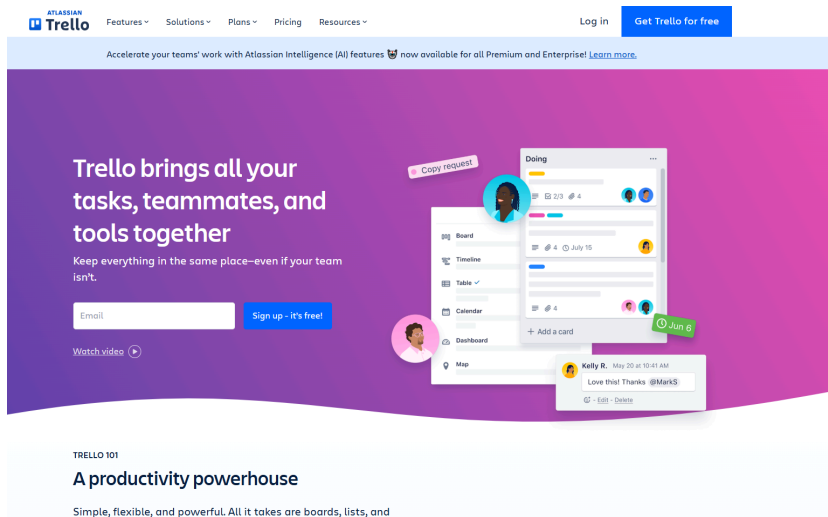 ATLASSIAN
Trello
Features
Solutions
Plans
Pricing
Resources
Log in
Get Trello for free
Accelerate your teams' work with Atlassian Intelligence (AI) features now available for all Premium and Enterprise! Learn more.
Trello brings all your
tasks, teammates, and
tools together
Keep everything in the same place—even if your team
isn't.
Email
Sign up - it's free!
Watch video
Copy request
Doing
2/3
4
4
July 15
4
+ Add a card
Jun 6
Board
Timeline
Table
Calendar
Dashboard
Map
Kelly R. May 20 at 10:41 AM
Love this! Thanks @MarkS
- Edit - Delete
TRELLO 101
A productivity powerhouse
Simple, flexible, and powerful. All it takes are boards, lists, and